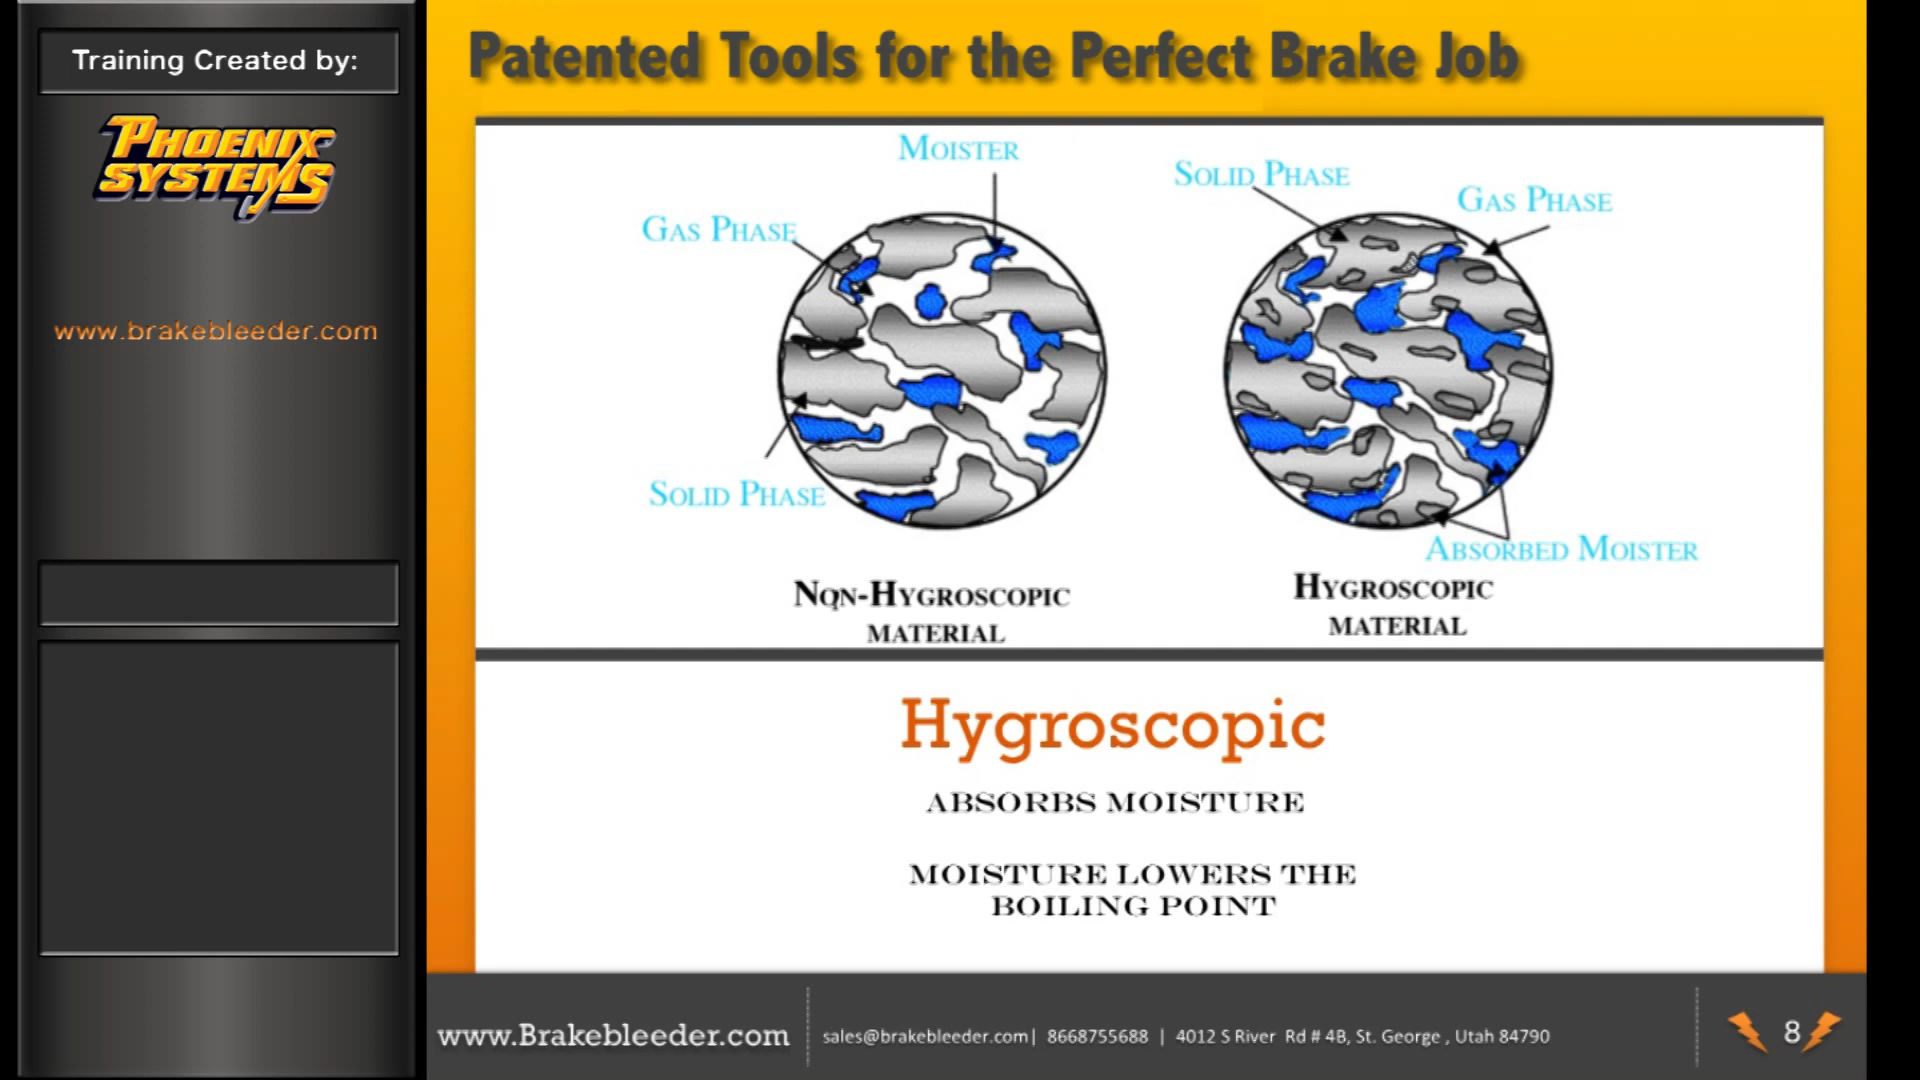 Training Created by:
PHOENIX
SYSTEMS
www.brakebleeder.com
Patented Tools for the Perfect Brake Job
MOISTER
GAS PHASE
SOLID PHASE
NON-HYGROSCOPIC
MATERIAL
SOLID PHASE
GAS PHASE
ABSORBED MOISTER
HYGROSCOPIC
MATERIAL
Hygroscopic
ABSORBS MOISTURE
MOISTURE LOWERS THE
BOILING POINT
www.Brakebleeder.com
sales@brakebleeder.com| 8668755688 | 4012 S River Rd # 4B, St. George , Utah 84790
8